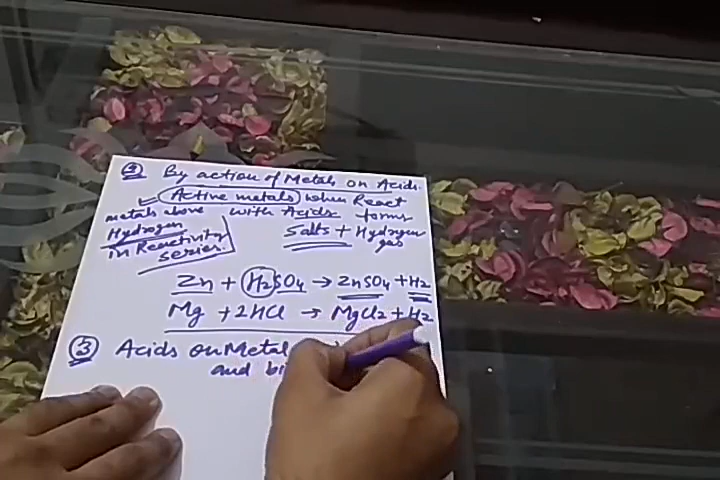 ② By action of Metals on Acids.
Active metals when React
with Acids forms
Salts + Hydrogen
gas
metals above
Hydrogen
in Reactivity
series
Zn + H2SO4 → ZnSO4 + H2
Mg + 2HCl → MgCl2 + H2
③ Acids on Metal
and